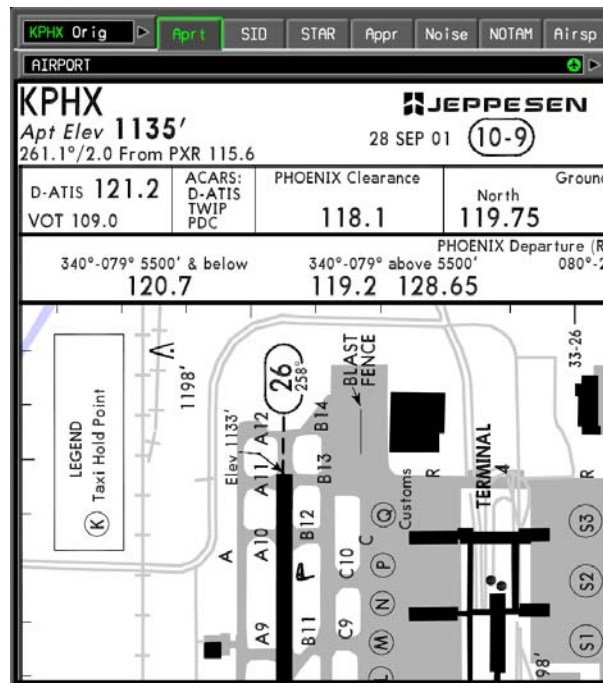 KPHX Orig
Aprt
SID
STAR
Appr
Noise
NOTAM
Airsp
AIRPORT
KPHX
JEPPESEN
Apt Elev 1135'
28 SEP 01
10-9
261.1°/2.0 From PXR 115.6
D-ATIS 121.2
VOT 109.0
ACARS:
D-ATIS
TWIP
PDC
PHOENIX Clearance
118.1
Ground
North
119.75
PHOENIX Departure (R
340°-079° 5500' & below
120.7
340°-079° above 5500'
119.2 128.65
080°-2
LEGEND
K Taxi Hold Point
1198'
26
258°
BLAST
FENCE
33-26
Elev 1133'
A12
B14
A11
B13
TERMINAL
4
R
R
Customs
Q
A10
B12
C
S3
A
C10
P
S2
N
A9
B11
C9
M
S1
L
98'